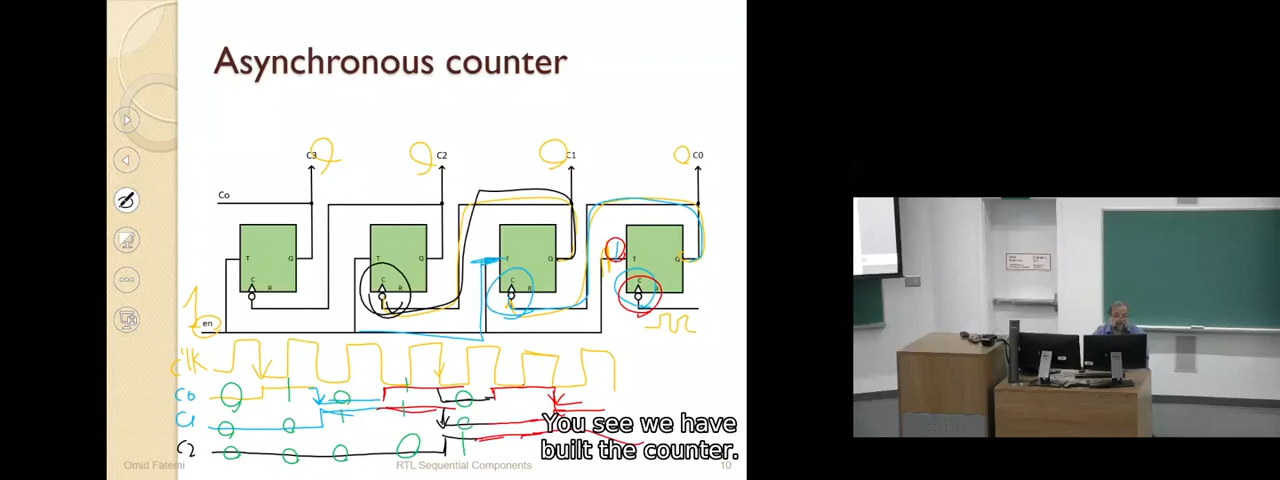 Asynchronous counter
C3 C2 C1 C0
Co
T Q T Q T Q T Q
C R C R C R C
en
clk
C0
C1
C2
You see we have
built the counter.
Omid Fatemi RTL Sequential Components 10